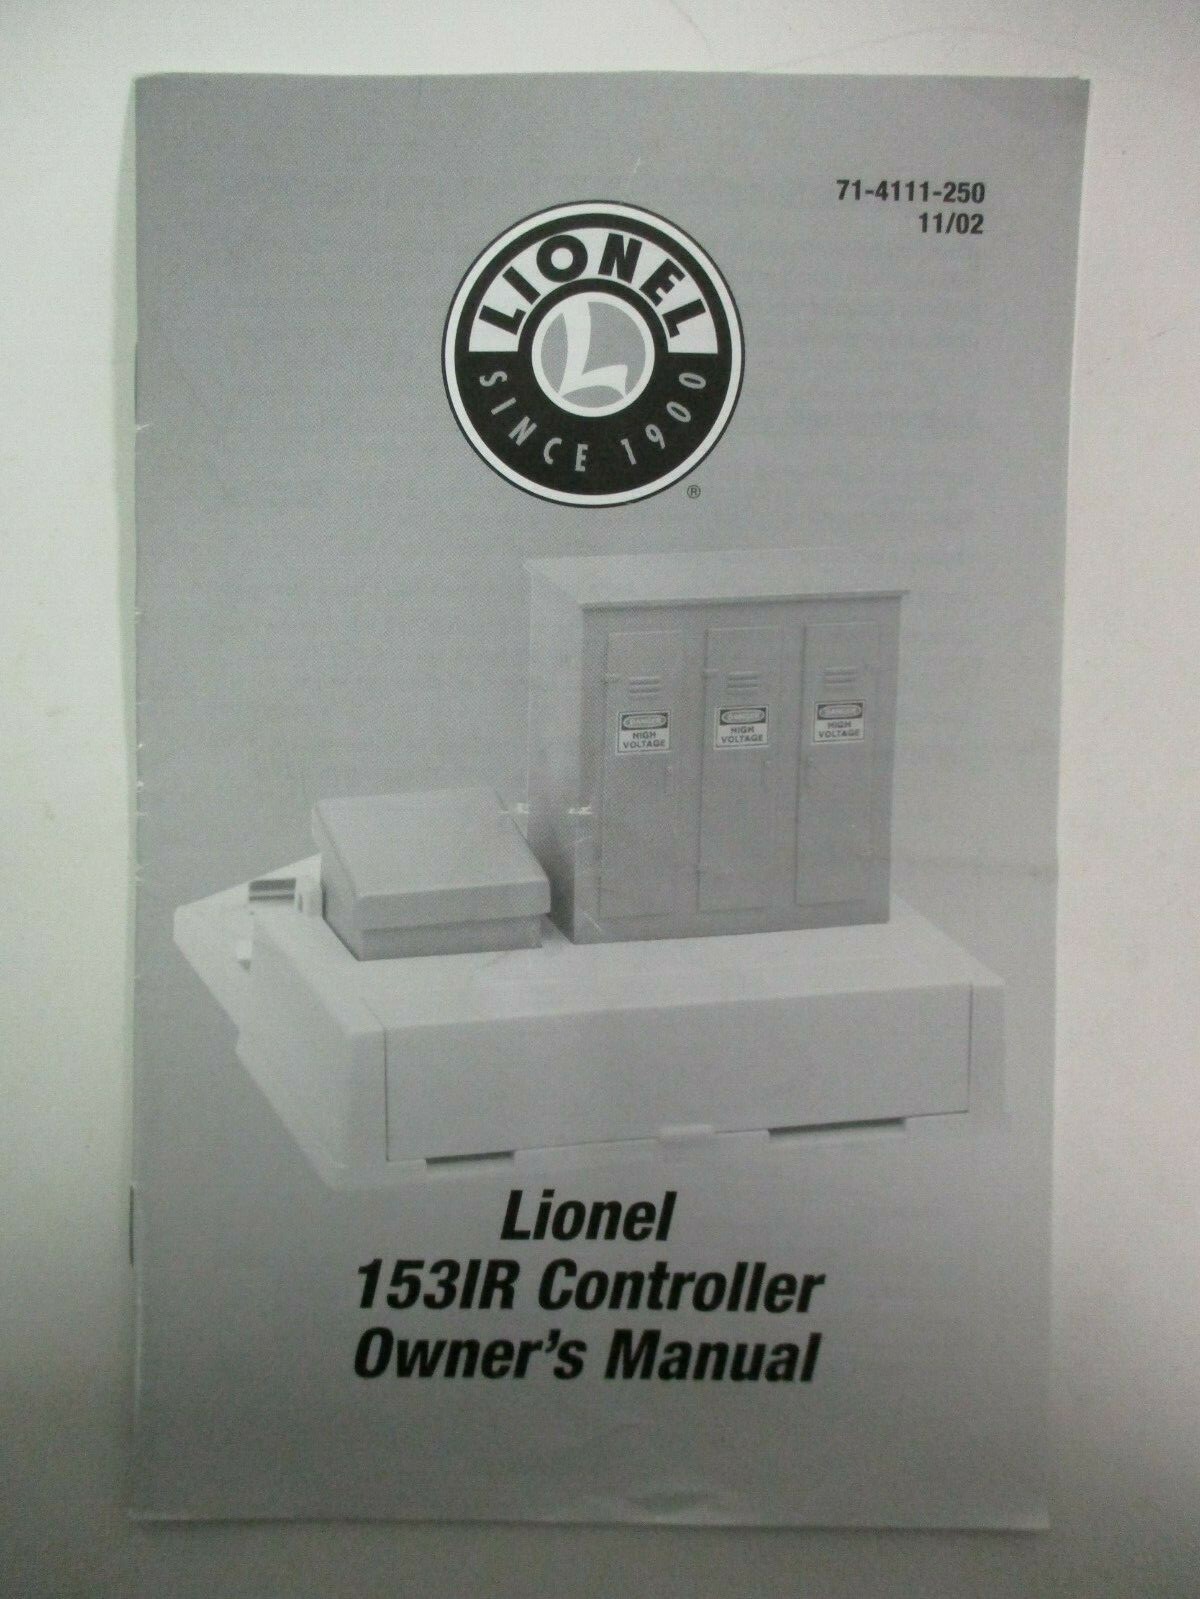 71-4111-250
11/02
LIONEL
L
SINCE 1900
®
DANGER
HIGH
VOLTAGE
DANGER
HIGH
VOLTAGE
DANGER
HIGH
VOLTAGE
Lionel
153IR Controller
Owner's Manual